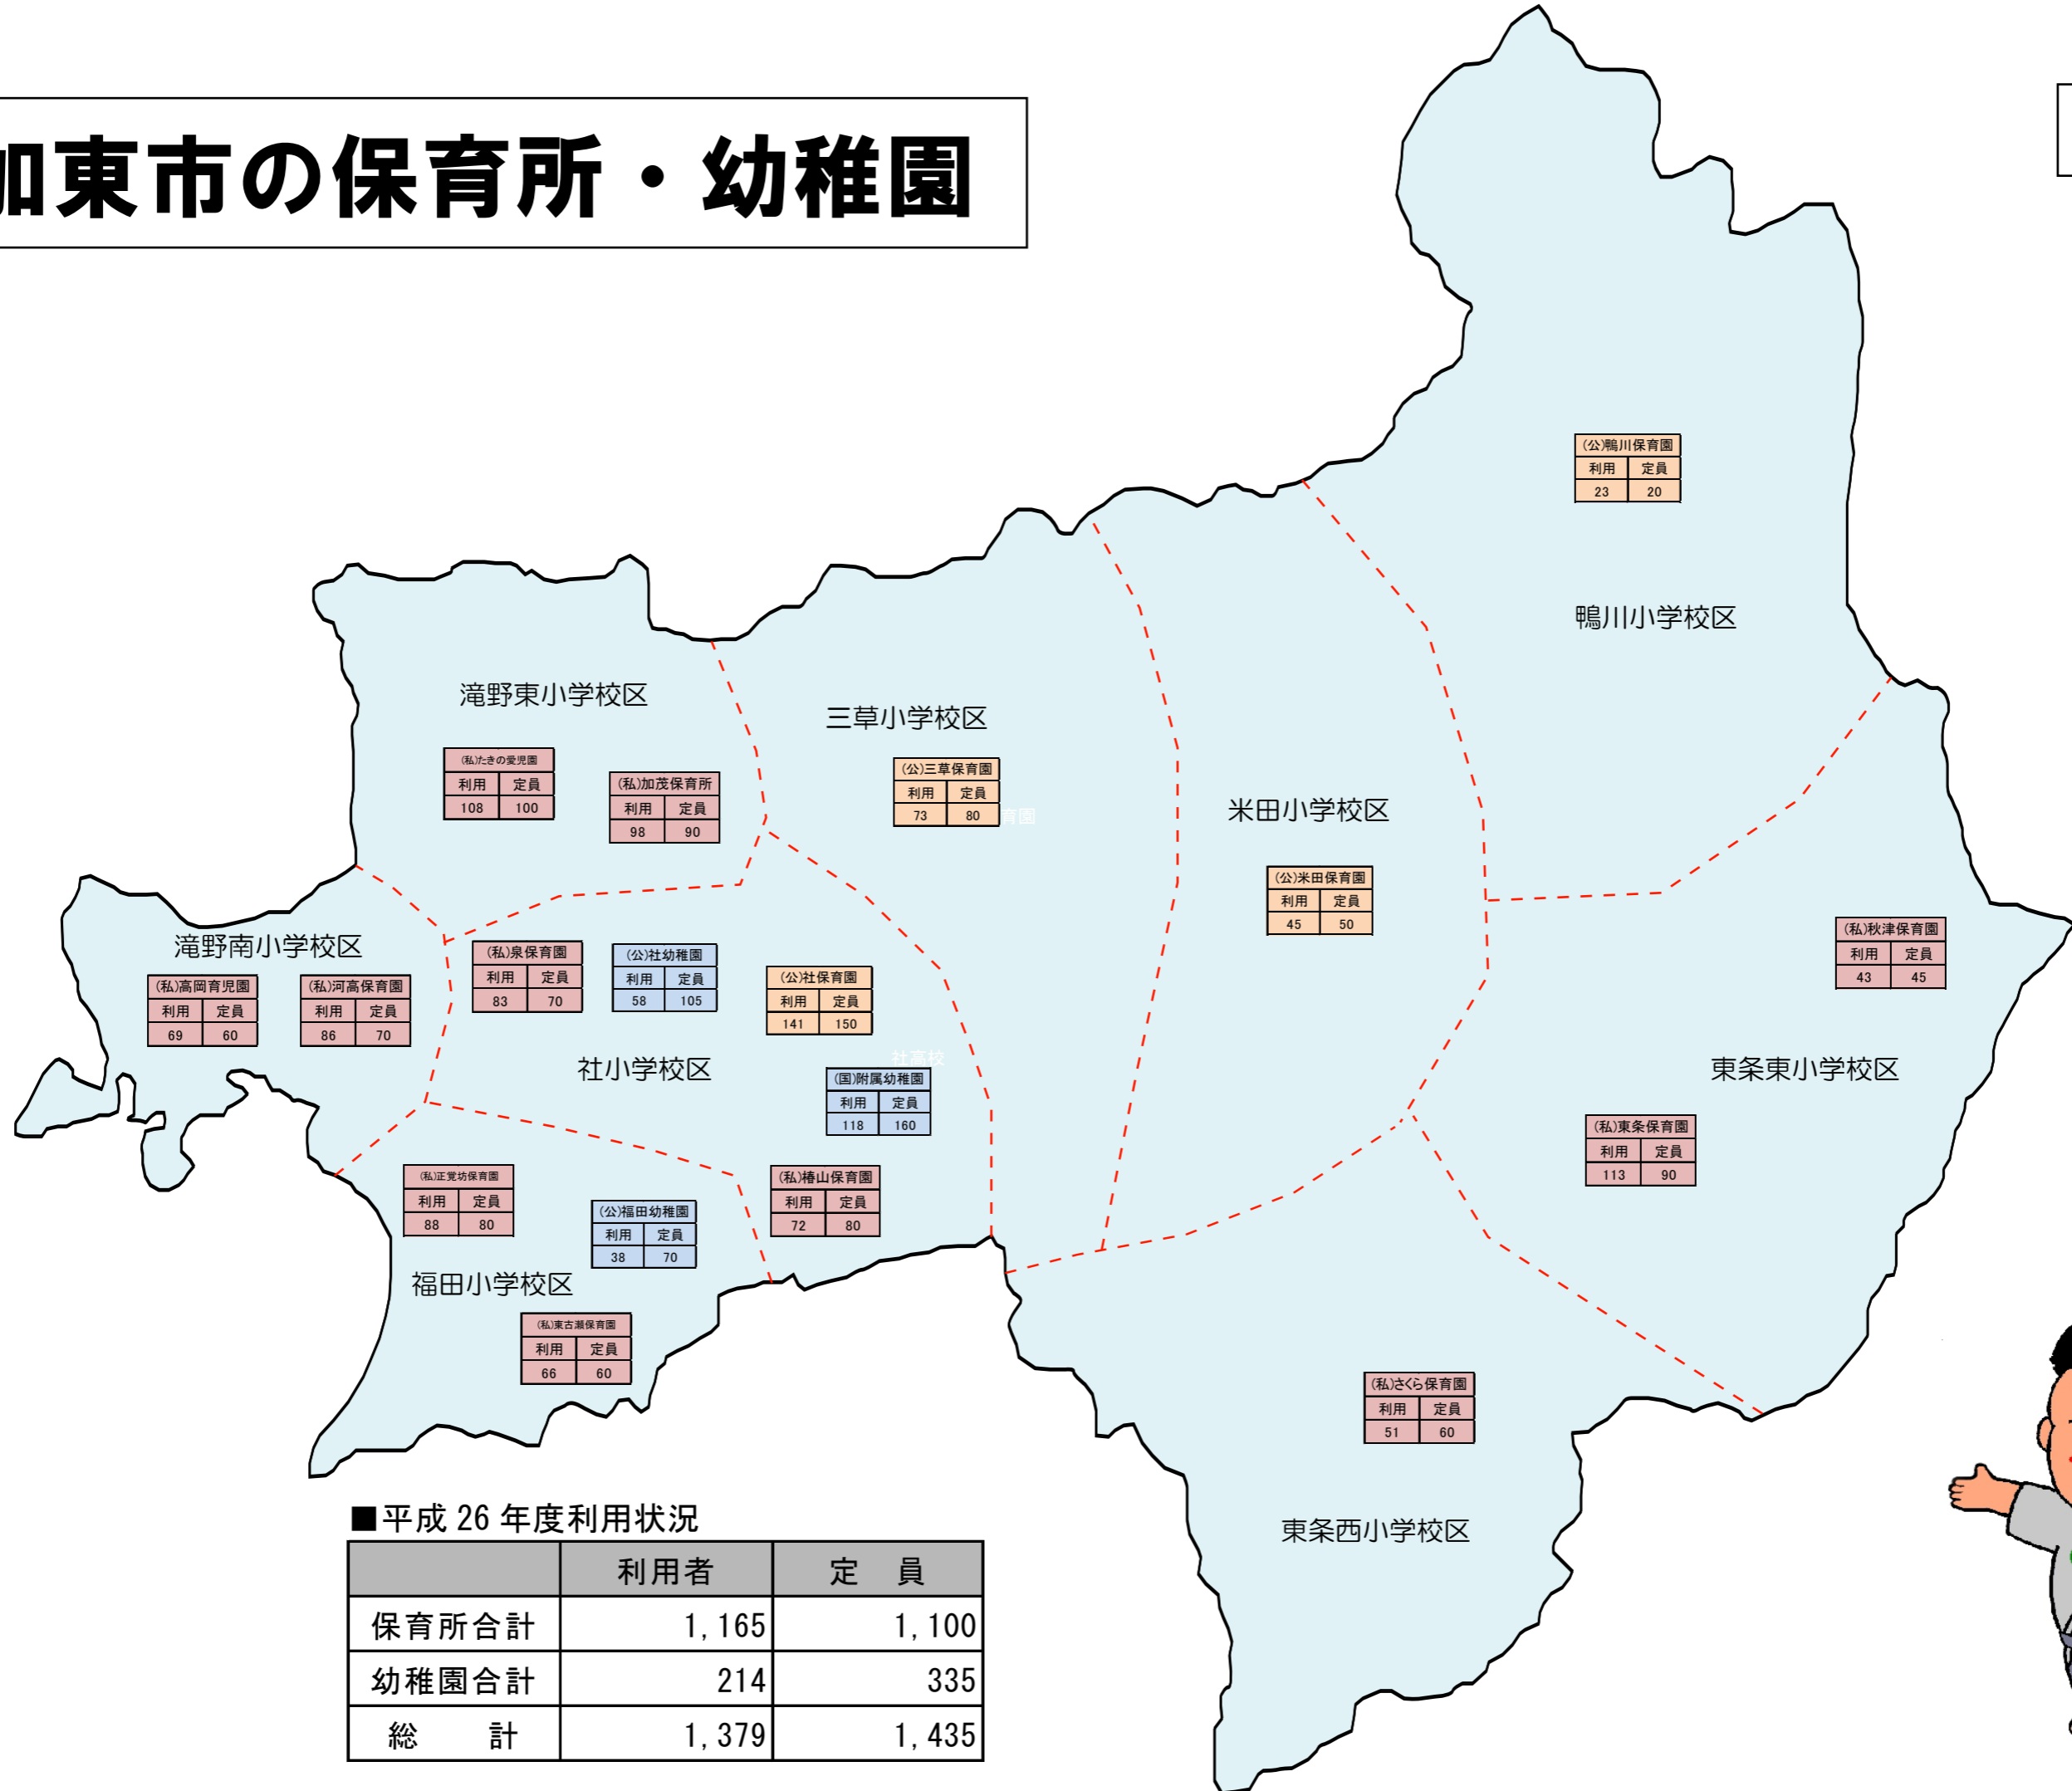 加東市の保育所・幼稚園
(公)鴨川保育園
利用 定員
23 20
鴨川小学校区
滝野東小学校区
三草小学校区
(私)たきの愛児園
利用 定員
108 100
(私)加茂保育所
利用 定員
98 90
(公)三草保育園
利用 定員
73 80
育園
米田小学校区
(公)米田保育園
利用 定員
45 50
滝野南小学校区
(私)高岡育児園
利用 定員
69 60
(私)河高保育園
利用 定員
86 70
(私)泉保育園
利用 定員
83 70
(公)社幼稚園
利用 定員
58 105
(公)社保育園
利用 定員
141 150
(私)秋津保育園
利用 定員
43 45
社小学校区
社高校
(国)附属幼稚園
利用 定員
118 160
東条東小学校区
(私)東条保育園
利用 定員
113 90
(私)正覚坊保育園
利用 定員
88 80
(公)福田幼稚園
利用 定員
38 70
(私)椿山保育園
利用 定員
72 80
福田小学校区
(私)東古瀬保育園
利用 定員
66 60
(私)さくら保育園
利用 定員
51 60
東条西小学校区
■平成 26 年度利用状況
利用者 定 員
保育所合計 1,165 1,100
幼稚園合計 214 335
総 計 1,379 1,435